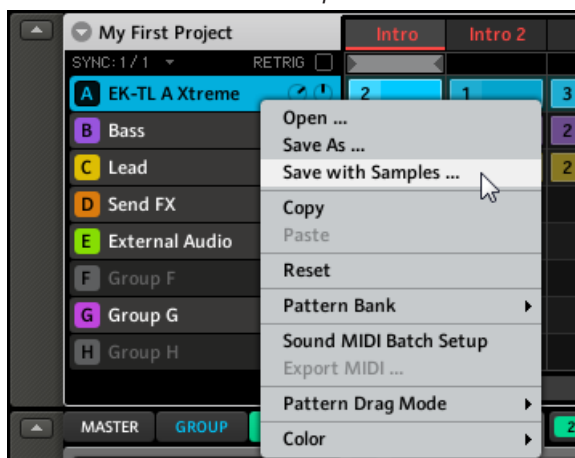 My First Project
Intro
Intro 2
SYNC: 1 / 1
RETRIG
A EK-TL A Xtreme
2
1
3
B Bass
2
C Lead
2
D Send FX
E External Audio
F Group F
G Group G
H Group H
Open ...
Save As ...
Save with Samples ...
Copy
Paste
Reset
Pattern Bank
Sound MIDI Batch Setup
Export MIDI ...
Pattern Drag Mode
Color
MASTER
GROUP
2